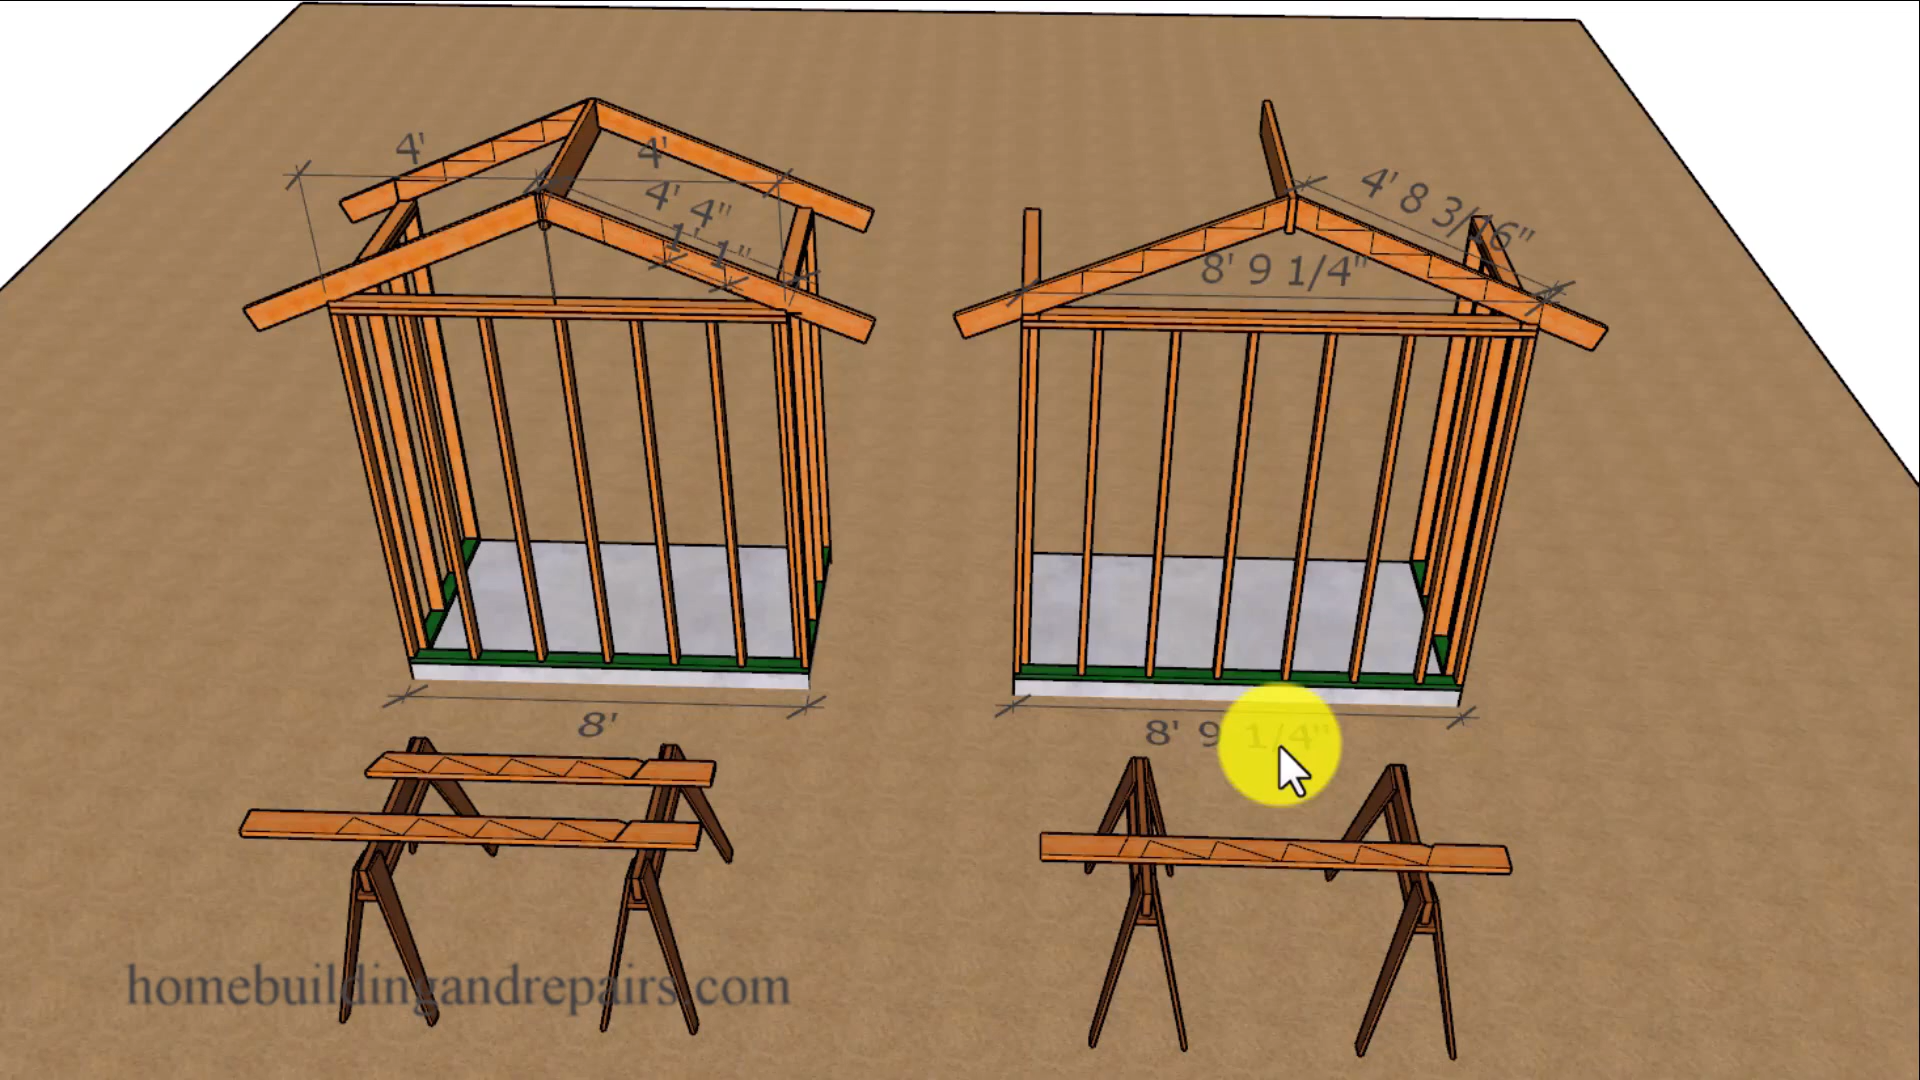 4'
4'
4' 4"
1' 1"
4' 8 3/16"
8' 9 1/4"
8'
8' 9 1/4"
homebuildingandrepairs.com